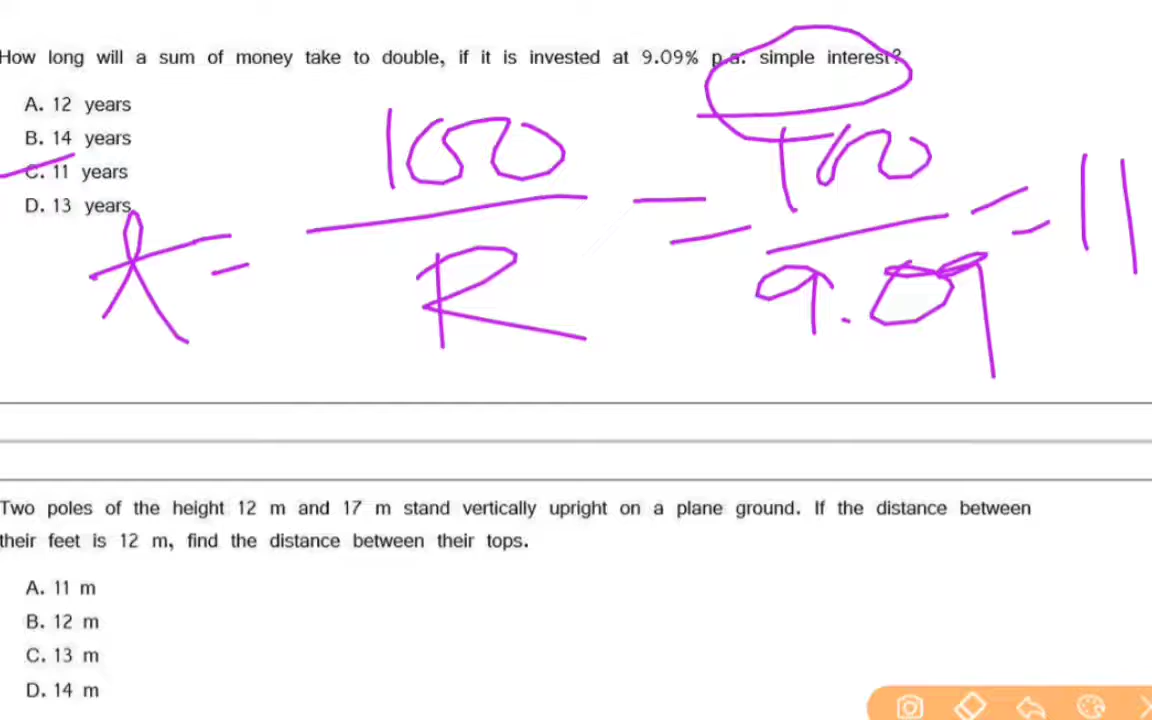 How long will a sum of money take to double, if it is invested at 9.09% p.a. simple interest?
A. 12 years
B. 14 years
C. 11 years
D. 13 years
t = 100 / R = 100 / 9.09 = 11
Two poles of the height 12 m and 17 m stand vertically upright on a plane ground. If the distance between
their feet is 12 m, find the distance between their tops.
A. 11 m
B. 12 m
C. 13 m
D. 14 m